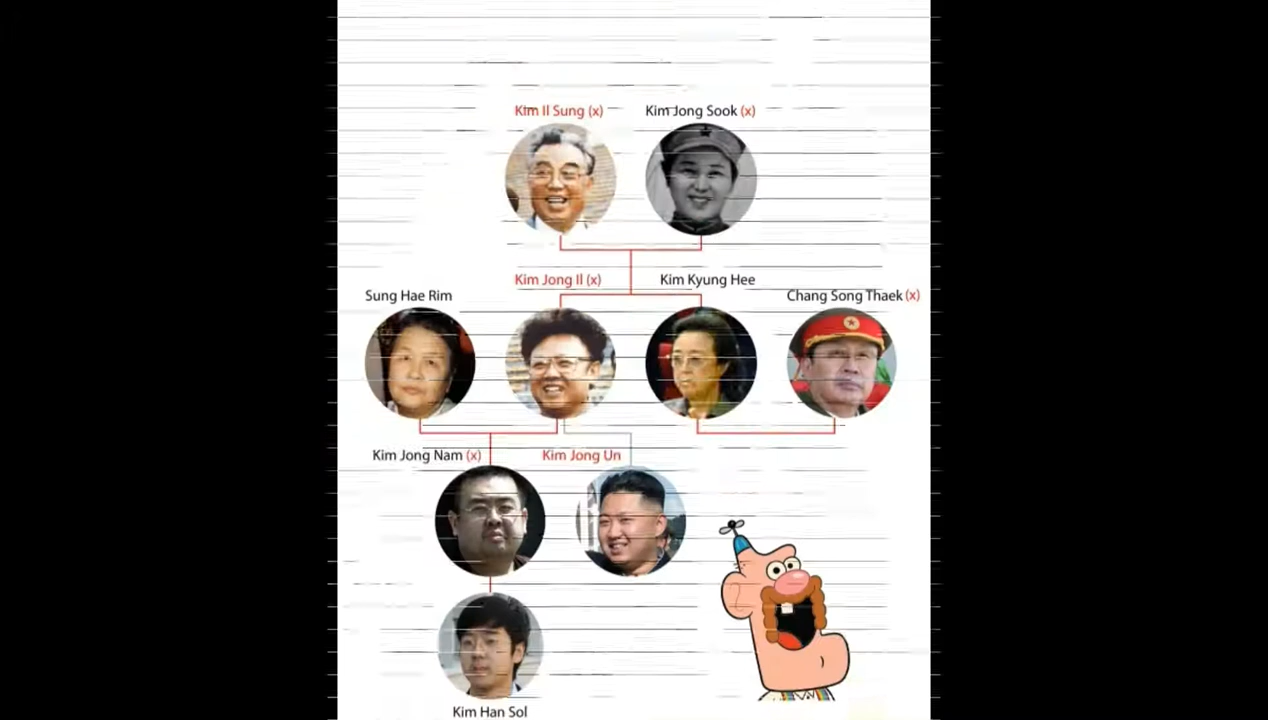 Kim Il Sung (x)
Kim Jong Sook (x)
Kim Jong Il (x)
Kim Kyung Hee
Sung Hae Rim
Chang Song Thaek (x)
Kim Jong Nam (x)
Kim Jong Un
Kim Han Sol